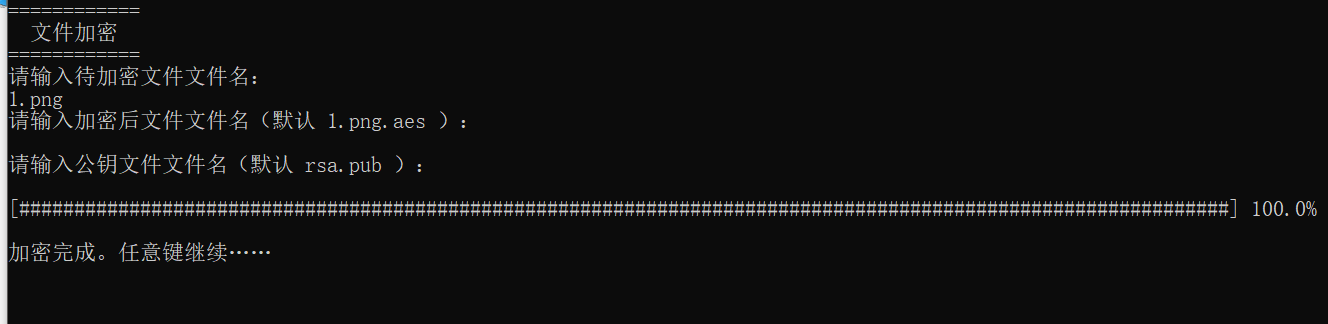 ============
文件加密
============
请输入待加密文件文件名：
1.png
请输入加密后文件文件名（默认 1.png.aes ）：
请输入公钥文件文件名（默认 rsa.pub ）：
[##############################################################################################################] 100.0%
加密完成。任意键继续……